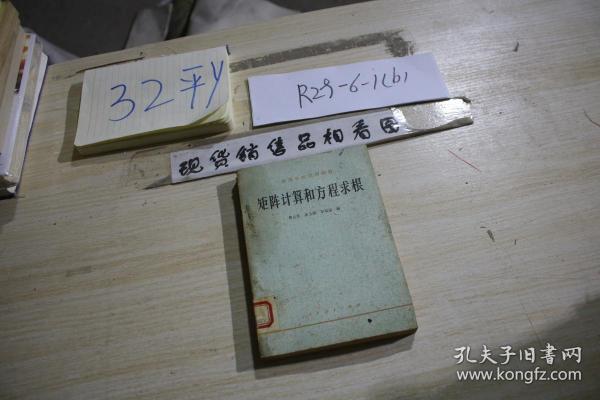 32平y
R29-6-1(b)
现货销售品相看图
矩阵计算和方程求根
孔夫子旧书网
www.kongfz.com